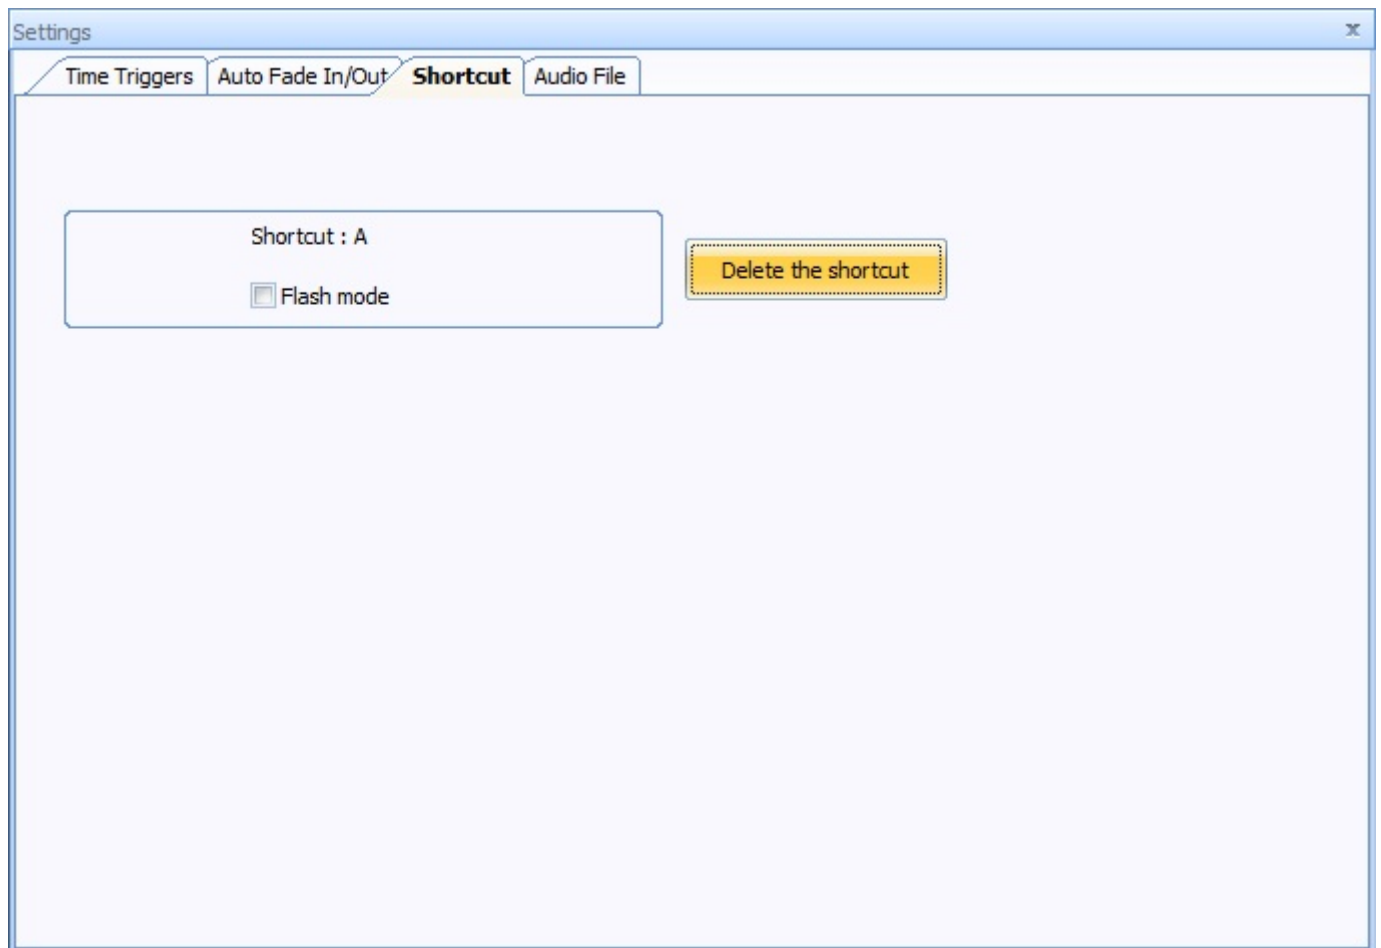 Settings x
Time Triggers Auto Fade In/Out Shortcut Audio File
Shortcut : A
Delete the shortcut
Flash mode